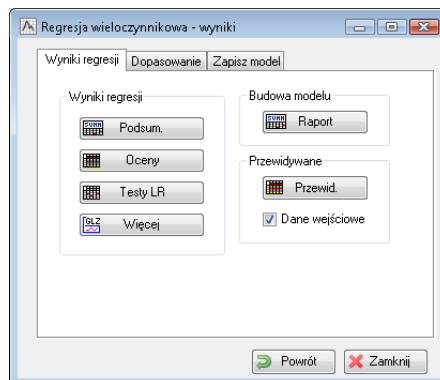 Regresja wieloczynnikowa - wyniki
Wyniki regresji Dopasowanie Zapisz model
Wyniki regresji
Podsum.
Oceny
Testy LR
GLZ Więcej
Budowa modelu
Raport
Przewidywane
Przewid.
Dane wejściowe
Powrót Zamknij